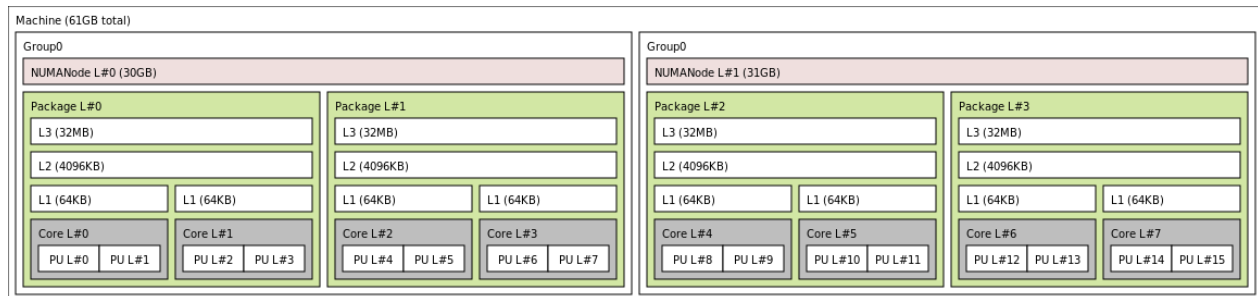 Machine (61GB total)
Group0
NUMANode L#0 (30GB)
Package L#0
L3 (32MB)
L2 (4096KB)
L1 (64KB) L1 (64KB)
Core L#0 Core L#1
PU L#0 PU L#1 PU L#2 PU L#3
Package L#1
L3 (32MB)
L2 (4096KB)
L1 (64KB) L1 (64KB)
Core L#2 Core L#3
PU L#4 PU L#5 PU L#6 PU L#7
Group0
NUMANode L#1 (31GB)
Package L#2
L3 (32MB)
L2 (4096KB)
L1 (64KB) L1 (64KB)
Core L#4 Core L#5
PU L#8 PU L#9 PU L#10 PU L#11
Package L#3
L3 (32MB)
L2 (4096KB)
L1 (64KB) L1 (64KB)
Core L#6 Core L#7
PU L#12 PU L#13 PU L#14 PU L#15